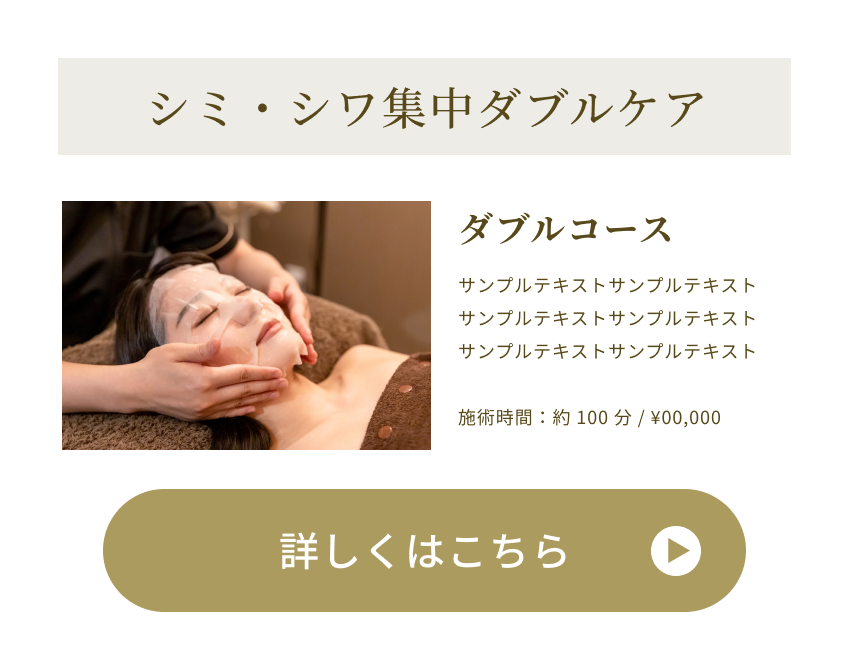 シミ・シワ集中ダブルケア
ダブルコース
サンプルテキストサンプルテキスト
サンプルテキストサンプルテキスト
サンプルテキストサンプルテキスト
施術時間：約 100 分 / ¥00,000
詳しくはこちら